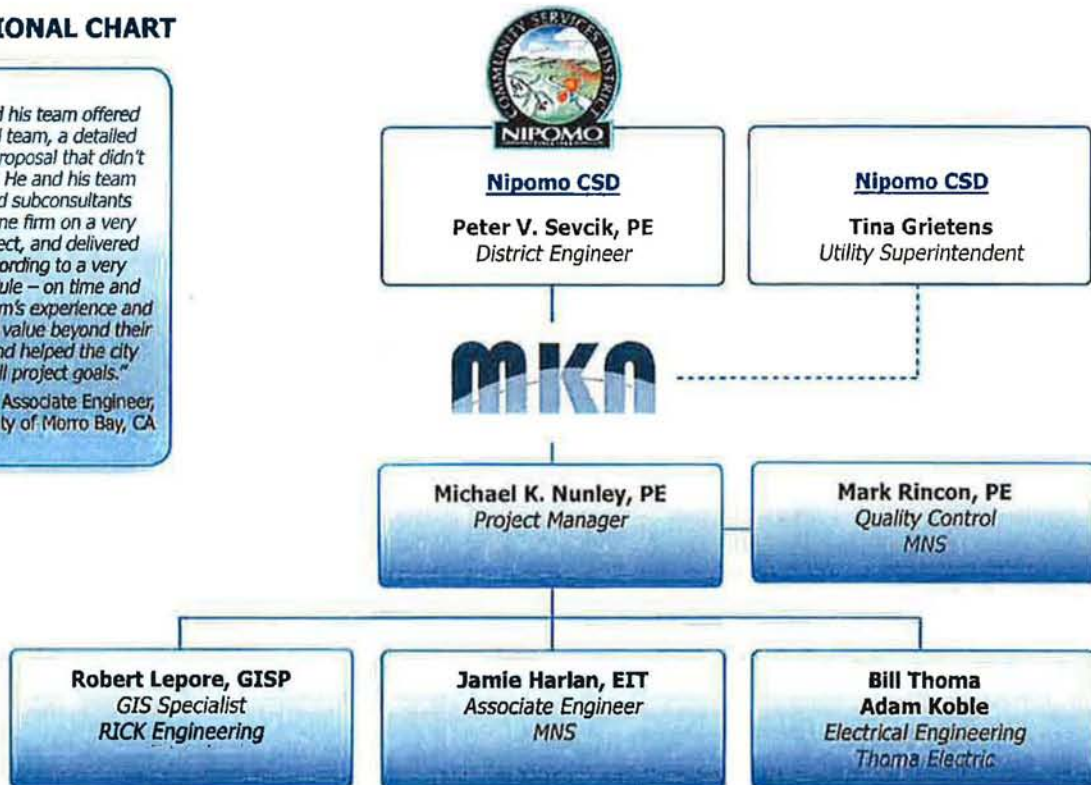 IONAL CHART
d his team offered
l team, a detailed
roposal that didn't
He and his team
d subconsultants
ne firm on a very
ect, and delivered
ording to a very
ule – on time and
m's experience and
value beyond their
nd helped the city
ll project goals."
Associate Engineer,
ty of Morro Bay, CA
COMMUNITY SERVICES DISTRICT
NIPOMO
Nipomo CSD
Peter V. Sevcik, PE
District Engineer
Nipomo CSD
Tina Grietens
Utility Superintendent
MKN
Michael K. Nunley, PE
Project Manager
Mark Rincon, PE
Quality Control
MNS
Robert Lepore, GISP
GIS Specialist
RICK Engineering
Jamie Harlan, EIT
Associate Engineer
MNS
Bill Thoma
Adam Koble
Electrical Engineering
Thoma Electric